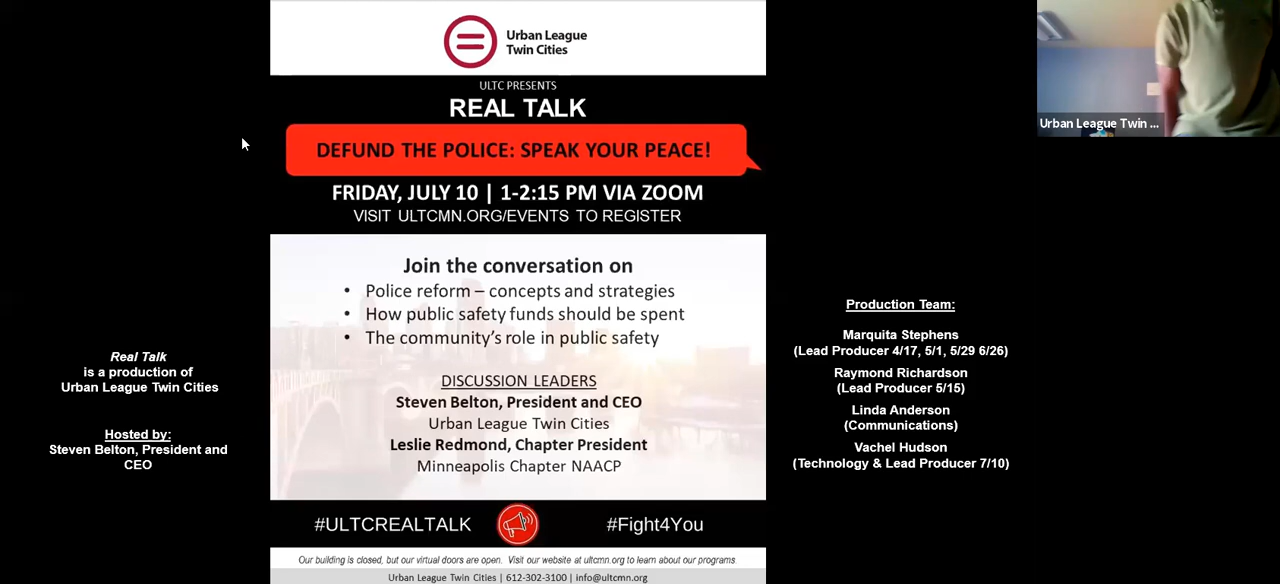 Urban League
Twin Cities
ULTC PRESENTS
REAL TALK
DEFUND THE POLICE: SPEAK YOUR PEACE!
FRIDAY, JULY 10 | 1-2:15 PM VIA ZOOM
VISIT ULTCMN.ORG/EVENTS TO REGISTER
Join the conversation on
• Police reform – concepts and strategies
• How public safety funds should be spent
• The community's role in public safety
DISCUSSION LEADERS
Steven Belton, President and CEO
Urban League Twin Cities
Leslie Redmond, Chapter President
Minneapolis Chapter NAACP
#ULTCREALTALK
#Fight4You
Our building is closed, but our virtual doors are open. Visit our website at ultcmn.org to learn about our programs.
Urban League Twin Cities | 612-302-3100 | info@ultcmn.org
Real Talk
is a production of
Urban League Twin Cities
Hosted by:
Steven Belton, President and
CEO
Production Team:
Marquita Stephens
(Lead Producer 4/17, 5/1, 5/29 6/26)
Raymond Richardson
(Lead Producer 5/15)
Linda Anderson
(Communications)
Vachel Hudson
(Technology & Lead Producer 7/10)
Urban League Twin ...